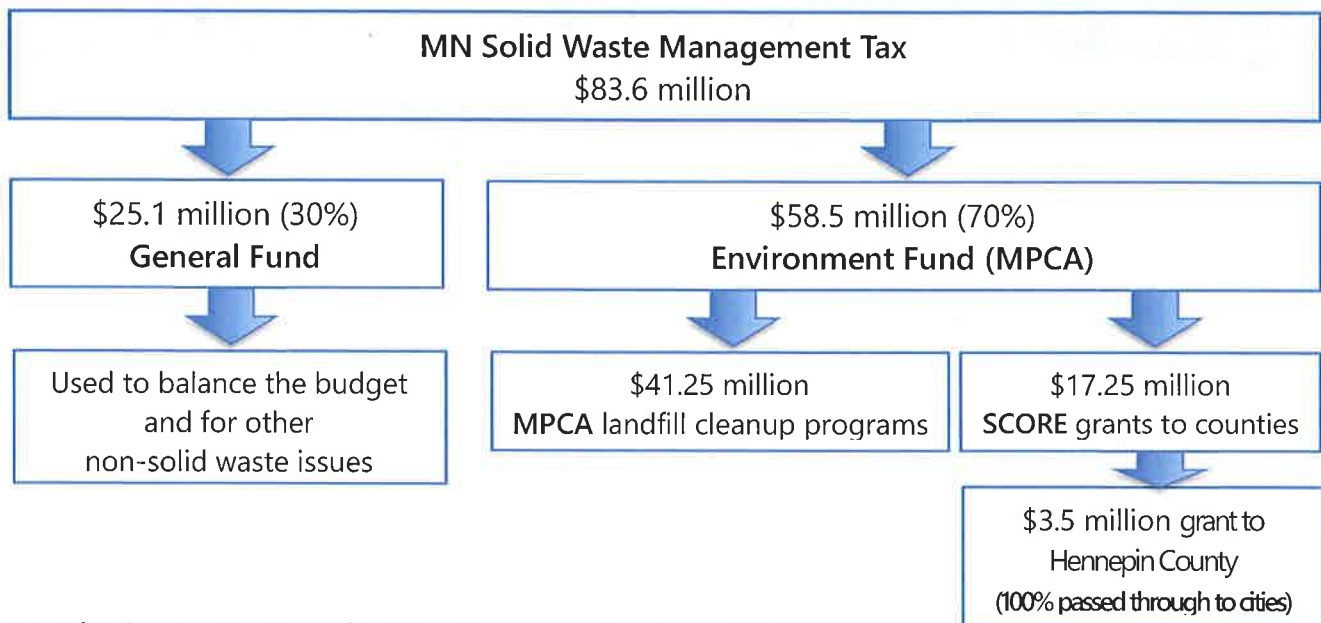 MN Solid Waste Management Tax
$83.6 million
$25.1 million (30%)
General Fund
$58.5 million (70%)
Environment Fund (MPCA)
Used to balance the budget
and for other
non-solid waste issues
$41.25 million
MPCA landfill cleanup programs
$17.25 million
SCORE grants to counties
$3.5 million grant to
Hennepin County
(100% passed through to cities)